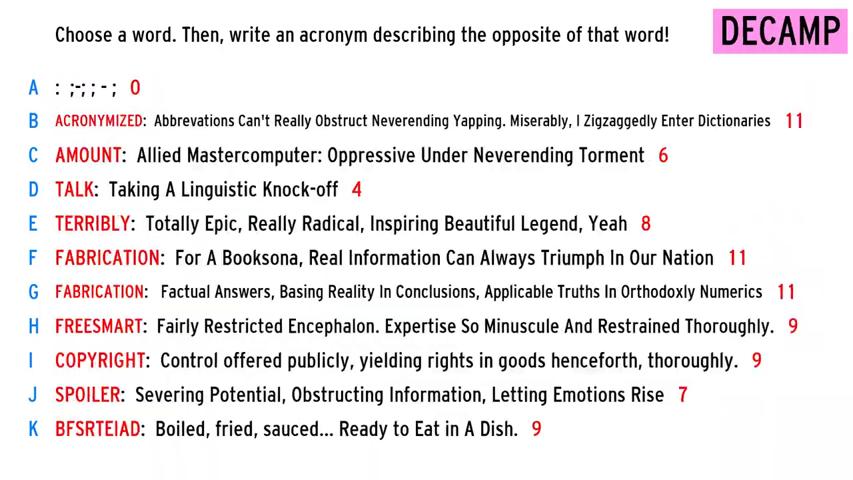 Choose a word. Then, write an acronym describing the opposite of that word!
DECAMP
A : ;-; ; - ; 0
B ACRONYMIZED: Abbrevations Can't Really Obstruct Neverending Yapping. Miserably, I Zigzaggedly Enter Dictionaries 11
C AMOUNT: Allied Mastercomputer: Oppressive Under Neverending Torment 6
D TALK: Taking A Linguistic Knock-off 4
E TERRIBLY: Totally Epic, Really Radical, Inspiring Beautiful Legend, Yeah 8
F FABRICATION: For A Booksona, Real Information Can Always Triumph In Our Nation 11
G FABRICATION: Factual Answers, Basing Reality In Conclusions, Applicable Truths In Orthodoxly Numerics 11
H FREESMART: Fairly Restricted Encephalon. Expertise So Minuscule And Restrained Thoroughly. 9
I COPYRIGHT: Control offered publicly, yielding rights in goods henceforth, thoroughly. 9
J SPOILER: Severing Potential, Obstructing Information, Letting Emotions Rise 7
K BFSRTEIAD: Boiled, fried, sauced... Ready to Eat in A Dish. 9